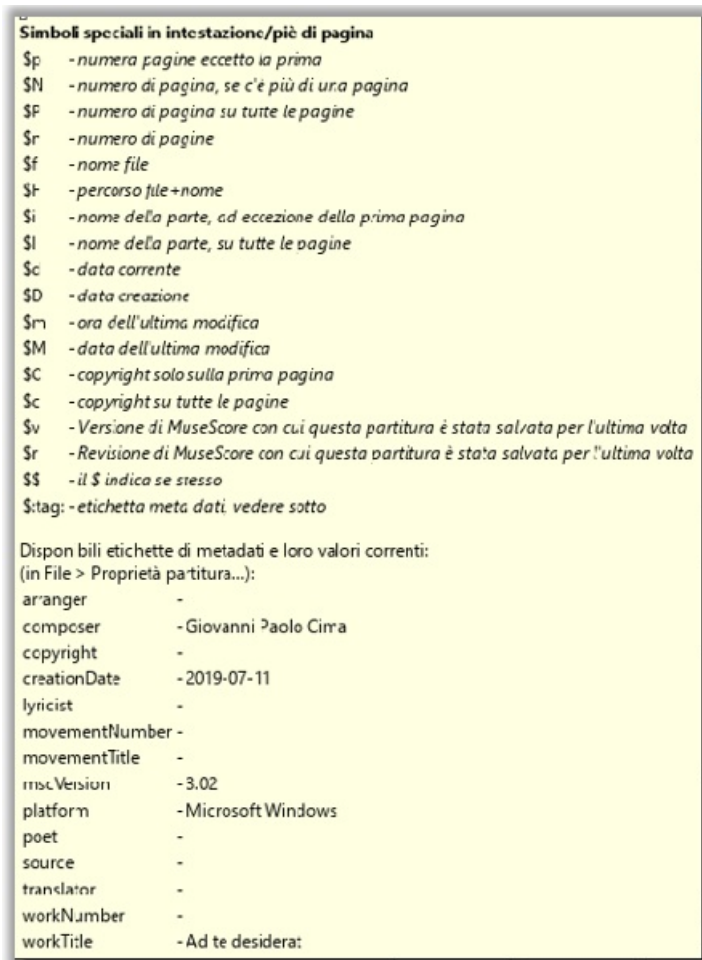 Simboli speciali in intestazione/piè di pagina
$p - numera pagine eccetto la prima
$N - numero di pagina, se c'è più di una pagina
$P - numero di pagina su tutte le pagine
$n - numero di pagine
$f - nome file
$F - percorso file+nome
$i - nome della parte, ad eccezione della prima pagina
$I - nome della parte, su tutte le pagine
$d - data corrente
$D - data creazione
$m - ora dell'ultima modifica
$M - data dell'ultima modifica
$C - copyright solo sulla prima pagina
$c - copyright su tutte le pagine
$v - Versione di MuseScore con cui questa partitura è stata salvata per l'ultima volta
$r - Revisione di MuseScore con cui questa partitura è stata salvata per l'ultima volta
$$ - il $ indica se stesso
$:tag: - etichetta meta dati, vedere sotto
Disponibili etichette di metadati e loro valori correnti:
(in File > Proprietà partitura...):
arranger -
composer - Giovanni Paolo Cima
copyright -
creationDate - 2019-07-11
lyricist -
movementNumber -
movementTitle -
mscVersion - 3.02
platform - Microsoft Windows
poet -
source -
translator -
workNumber -
workTitle - Ad te desiderat